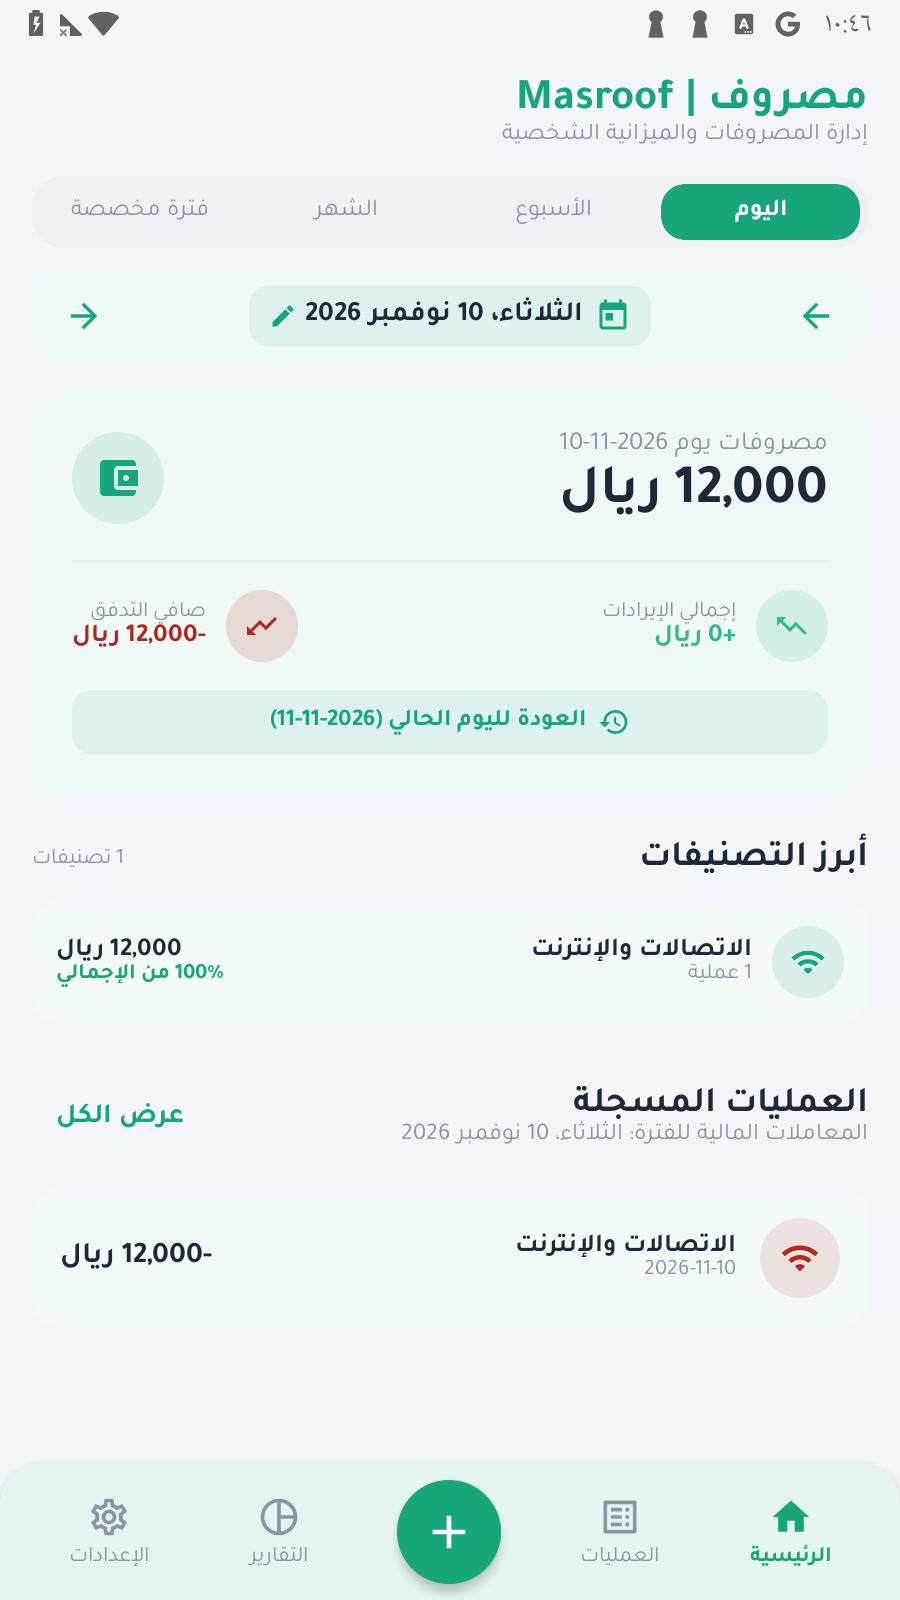 ١٠:٤٦
مصروف | Masroof
إدارة المصروفات والميزانية الشخصية
اليوم
الأسبوع
الشهر
فترة مخصصة
الثلاثاء، 10 نوفمبر 2026
مصروفات يوم 2026-11-10
12,000 ريال
إجمالي الإيرادات
+0 ريال
صافي التدفق
-12,000 ريال
العودة لليوم الحالي (2026-11-11)
أبرز التصنيفات
1 تصنيفات
الاتصالات والإنترنت
1 عملية
12,000 ريال
100% من الإجمالي
العمليات المسجلة
المعاملات المالية للفترة: الثلاثاء، 10 نوفمبر 2026
عرض الكل
الاتصالات والإنترنت
2026-11-10
-12,000 ريال
الرئيسية
العمليات
التقارير
الإعدادات